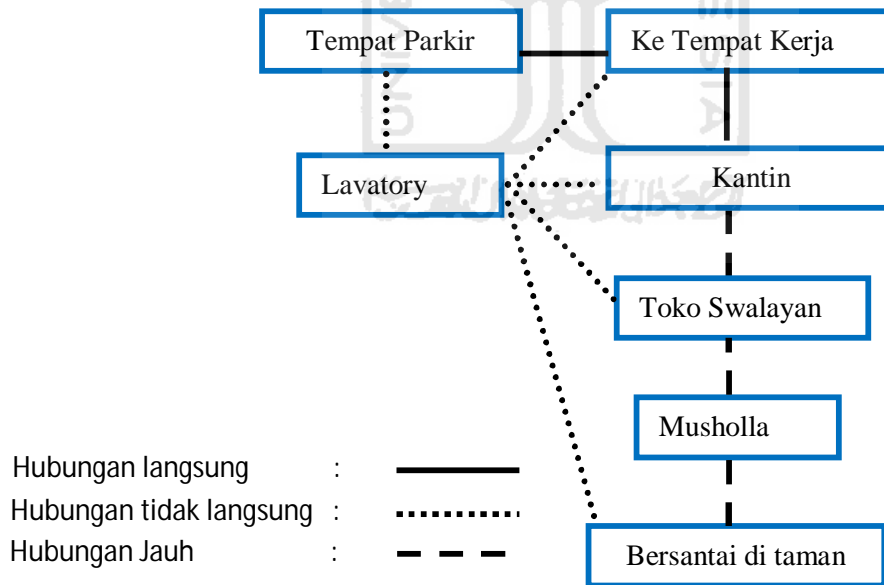 Tempat Parkir
Ke Tempat Kerja
Lavatory
Kantin
Toko Swalayan
Musholla
Hubungan langsung :
Hubungan tidak langsung :
Hubungan Jauh :
Bersantai di taman